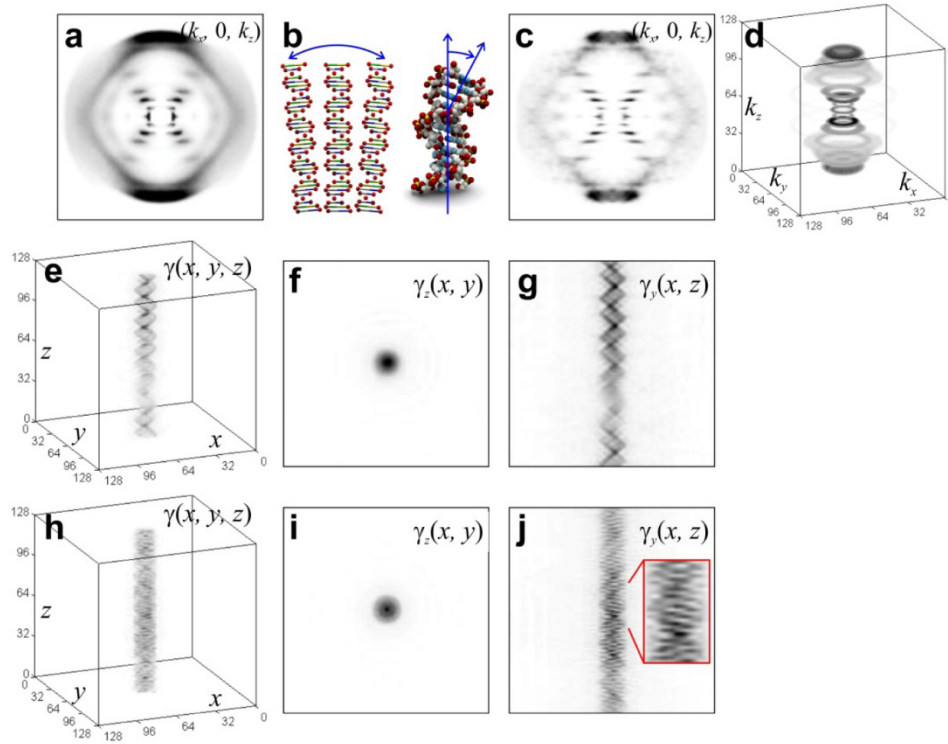 a
(kx, 0, kz)
b
c
(kx, 0, kz)
d
128
96
kz
64
32
0
32
64
96
128
ky
128
96
64
32
kx
e
γ(x, y, z)
128
96
64
z
32
0
32
64
96
128
y
128
96
64
32
0
x
f
γz(x, y)
g
γy(x, z)
h
γ(x, y, z)
128
96
64
z
32
0
32
64
96
128
y
128
96
64
32
0
x
i
γz(x, y)
j
γy(x, z)